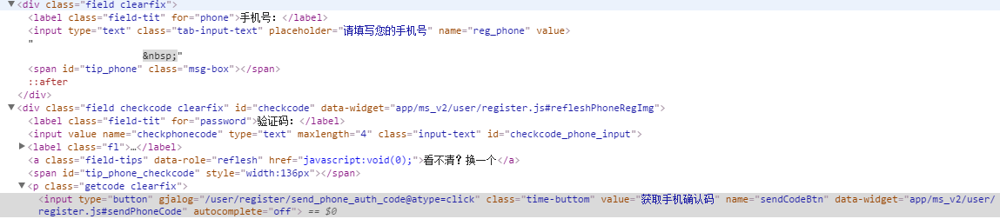 ▼<div class="field clearfix">
<label class="field-tit" for="phone">手机号：</label>
<input type="text" class="tab-input-text" placeholder="请填写您的手机号" name="reg_phone" value>
"
&nbsp;"
<span id="tip_phone" class="msg-box"></span>
::after
</div>
▼<div class="field checkcode clearfix" id="checkcode" data-widget="app/ms_v2/user/register.js#refleshPhoneRegImg">
<label class="field-tit" for="password">验证码：</label>
<input value name="checkphonecode" type="text" maxlength="4" class="input-text" id="checkcode_phone_input">
▶<label class="fl">…</label>
<a class="field-tips" data-role="reflesh" href="javascript:void(0);">看不清？换一个</a>
<span id="tip_phone_checkcode" style="width:136px"></span>
▼<p class="getcode clearfix">
<input type="button" gjalog="/user/register/send_phone_auth_code@atype=click" class="time-buttom" value="获取手机确认码" name="sendCodeBtn" data-widget="app/ms_v2/user/
register.js#sendPhoneCode" autocomplete="off"> == $0